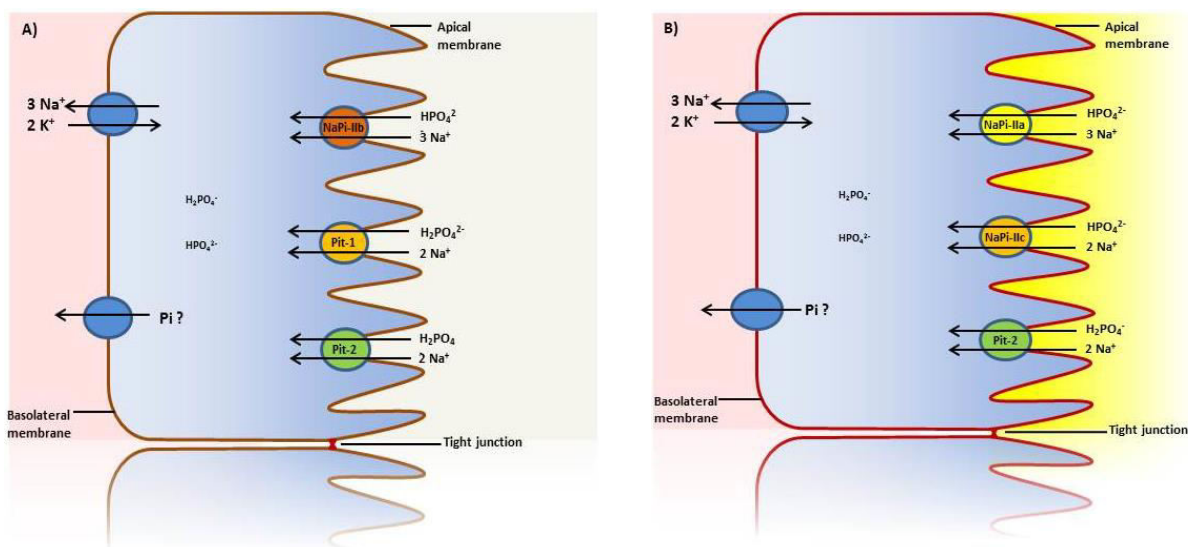 A)
Apical
membrane
3 Na⁺
2 K⁺
NaPi-IIb
HPO₄²
3 Na⁺
H₂PO₄⁻
HPO₄²⁻
Pit-1
H₂PO₄²⁻
2 Na⁺
Pi ?
Pit-2
H₂PO₄
2 Na⁺
Basolateral
membrane
Tight junction
B)
Apical
membrane
3 Na⁺
2 K⁺
NaPi-IIa
HPO₄²⁻
3 Na⁺
H₂PO₄⁻
HPO₄²⁻
NaPi-IIc
HPO₄²⁻
2 Na⁺
Pi ?
Pit-2
H₂PO₄⁻
2 Na⁺
Basolateral
membrane
Tight junction